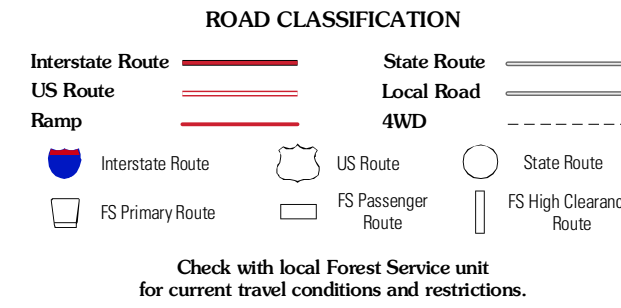 ROAD CLASSIFICATION
Interstate Route
State Route
US Route
Local Road
Ramp
4WD
Interstate Route
US Route
State Route
FS Primary Route
FS Passenger
Route
FS High Clearanc
Route
Check with local Forest Service unit
for current travel conditions and restrictions.